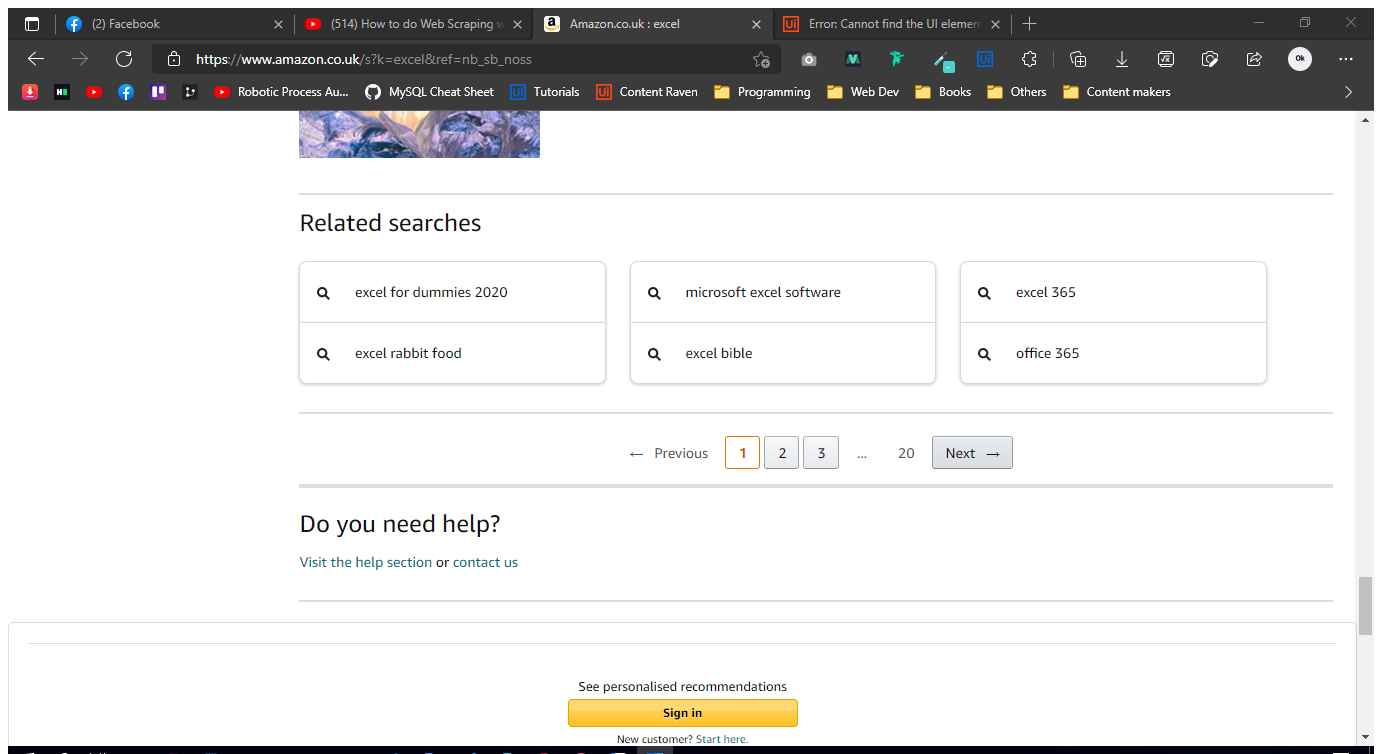 (2) Facebook
(514) How to do Web Scraping w
Amazon.co.uk : excel
Error: Cannot find the UI elemen
https://www.amazon.co.uk/s?k=excel&ref=nb_sb_noss
Ok
Robotic Process Au...
MySQL Cheat Sheet
Tutorials
Content Raven
Programming
Web Dev
Books
Others
Content makers
Related searches
excel for dummies 2020
microsoft excel software
excel 365
excel rabbit food
excel bible
office 365
← Previous 1 2 3 ... 20 Next →
Do you need help?
Visit the help section or contact us
See personalised recommendations
Sign in
New customer? Start here.